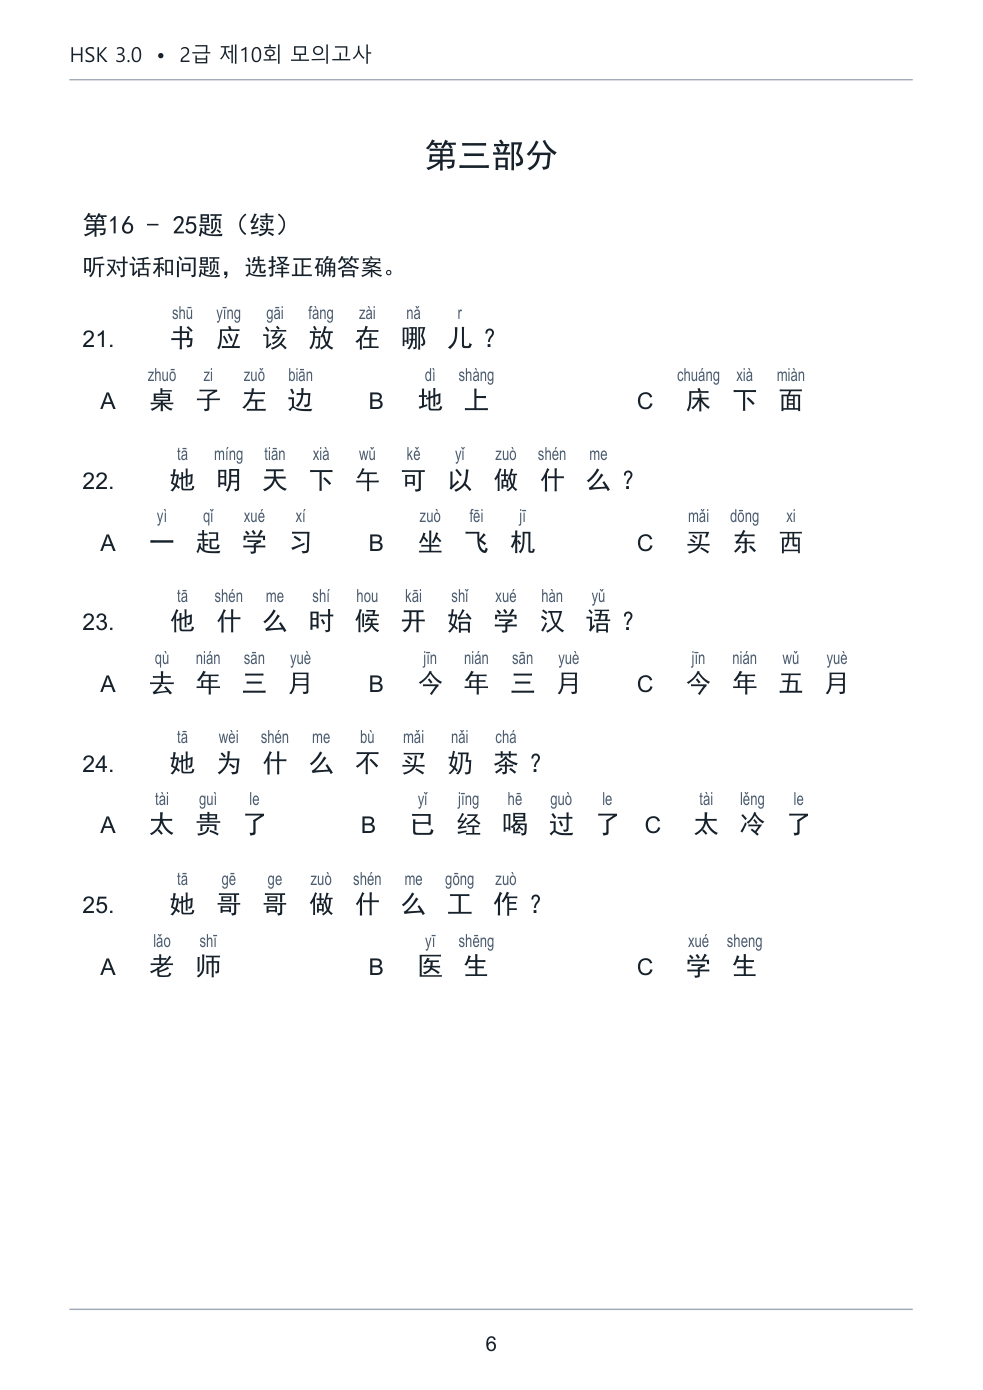 HSK 3.0 • 2급 제10회 모의고사
第三部分
第16 - 25题（续）
听对话和问题，选择正确答案。
shū yīng gāi fàng zài nǎ r
21. 书应该放在哪儿？
zhuō zi zuǒ biān dì shàng chuáng xià miàn
A 桌子左边 B 地上 C 床下面
tā míng tiān xià wǔ kě yǐ zuò shén me
22. 她明天下午可以做什么？
yì qǐ xué xí zuò fēi jī mǎi dōng xi
A 一起学习 B 坐飞机 C 买东西
tā shén me shí hou kāi shǐ xué hàn yǔ
23. 他什么时候开始学汉语？
qù nián sān yuè jīn nián sān yuè jīn nián wǔ yuè
A 去年三月 B 今年三月 C 今年五月
tā wèi shén me bù mǎi nǎi chá
24. 她为什么不买奶茶？
tài guì le yǐ jīng hē guò le tài lěng le
A 太贵了 B 已经喝过了 C 太冷了
tā gē ge zuò shén me gōng zuò
25. 她哥哥做什么工作？
lǎo shī yī shēng xué sheng
A 老师 B 医生 C 学生
6